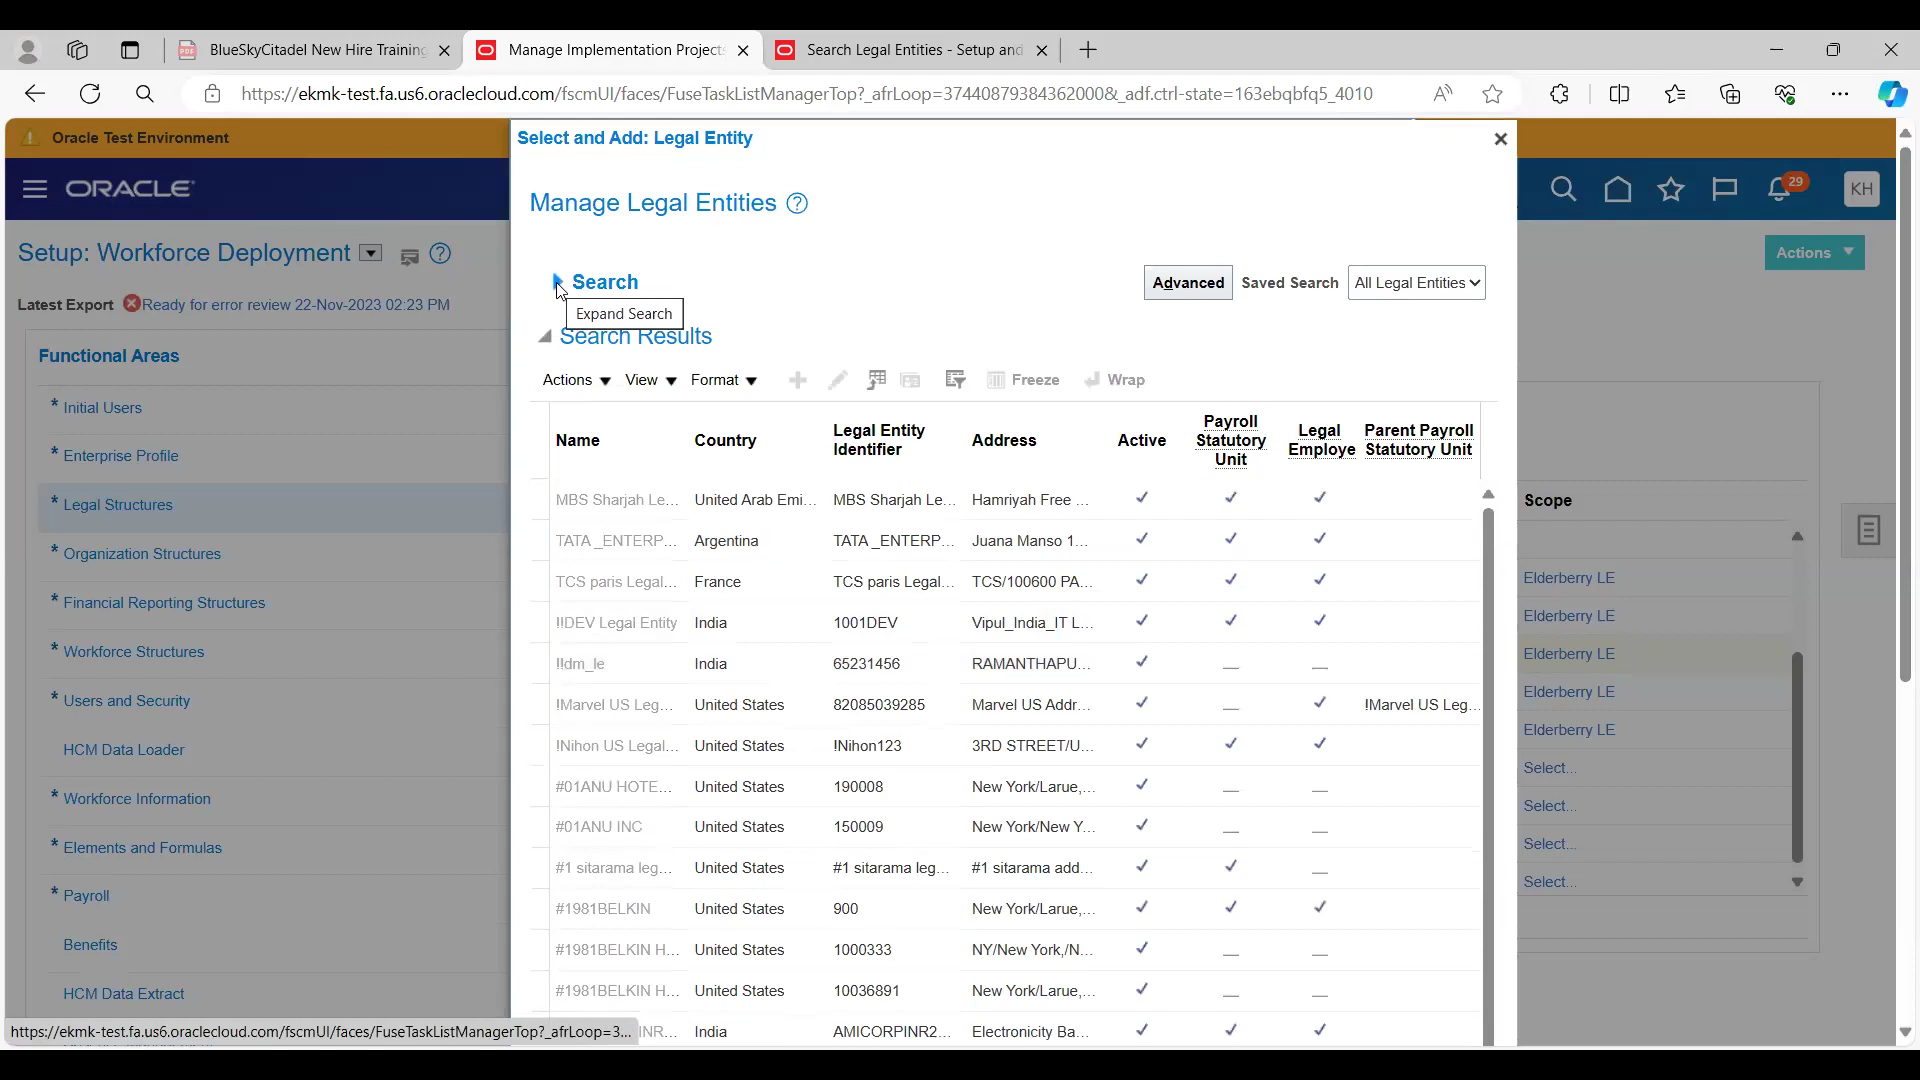 BlueSkyCitadel New Hire Training
Manage Implementation Projects
Search Legal Entities - Setup and
https://ekmk-test.fa.us6.oraclecloud.com/fscmUI/faces/FuseTaskListManagerTop?_afrLoop=37440879384362000&_adf.ctrl-state=163ebqbfq5_4010
Oracle Test Environment
ORACLE
29
KH
Setup: Workforce Deployment
Actions
Latest Export Ready for error review 22-Nov-2023 02:23 PM
Functional Areas
* Initial Users
* Enterprise Profile
* Legal Structures
* Organization Structures
* Financial Reporting Structures
* Workforce Structures
* Users and Security
HCM Data Loader
* Workforce Information
* Elements and Formulas
* Payroll
Benefits
HCM Data Extract
https://ekmk-test.fa.us6.oraclecloud.com/fscmUI/faces/FuseTaskListManagerTop?_afrLoop=3...
Select and Add: Legal Entity
Manage Legal Entities
Search
Advanced Saved Search All Legal Entities
Expand Search
Search Results
Actions View Format Freeze Wrap
Name Country Legal Entity Identifier Address Active Payroll Statutory Unit Legal Employe Parent Payroll Statutory Unit
MBS Sharjah Le... United Arab Emi... MBS Sharjah Le... Hamriyah Free ...
TATA _ENTERP... Argentina TATA _ENTERP... Juana Manso 1...
TCS paris Legal... France TCS paris Legal... TCS/100600 PA...
!!DEV Legal Entity India 1001DEV Vipul_India_IT L...
!!dm_le India 65231456 RAMANTHAPU...
!Marvel US Leg... United States 82085039285 Marvel US Addr... !Marvel US Leg...
!Nihon US Legal... United States !Nihon123 3RD STREET/U...
#01ANU HOTE... United States 190008 New York/Larue,...
#01ANU INC United States 150009 New York/New Y...
#1 sitarama leg... United States #1 sitarama leg... #1 sitarama add...
#1981BELKIN United States 900 New York/Larue,...
#1981BELKIN H... United States 1000333 NY/New York,/N...
#1981BELKIN H... United States 10036891 New York/Larue,...
INR... India AMICORPINR2... Electronicity Ba...
Scope
Elderberry LE
Elderberry LE
Elderberry LE
Elderberry LE
Elderberry LE
Select...
Select...
Select...
Select...